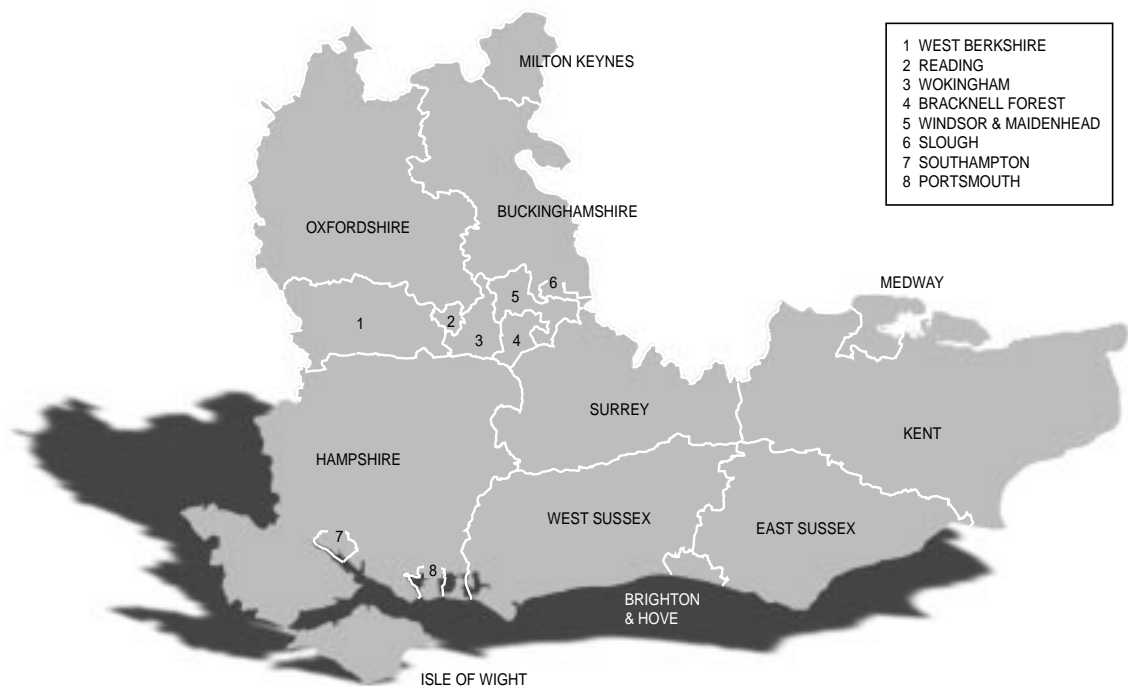 MILTON KEYNES
1 WEST BERKSHIRE
2 READING
3 WOKINGHAM
4 BRACKNELL FOREST
5 WINDSOR & MAIDENHEAD
6 SLOUGH
7 SOUTHAMPTON
8 PORTSMOUTH
BUCKINGHAMSHIRE
OXFORDSHIRE
MEDWAY
6
5
1
2
3
4
SURREY
KENT
HAMPSHIRE
WEST SUSSEX
EAST SUSSEX
7
8
BRIGHTON
& HOVE
ISLE OF WIGHT